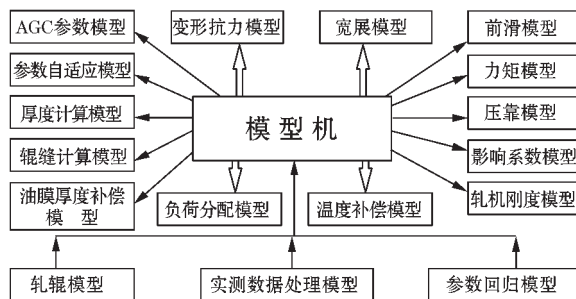 AGC参数模型
变形抗力模型
宽展模型
前滑模型
参数自适应模型
力矩模型
厚度计算模型
模型机
压靠模型
辊缝计算模型
影响系数模型
油膜厚度补偿
模 型
负荷分配模型
温度补偿模型
轧机刚度模型
轧辊模型
实测数据处理模型
参数回归模型